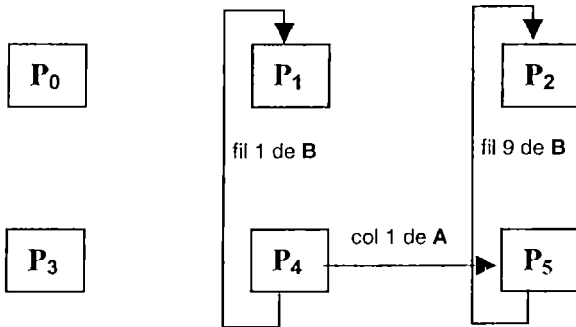 P0 P1 P2
fil 1 de B fil 9 de B
col 1 de A
P3 P4 P5